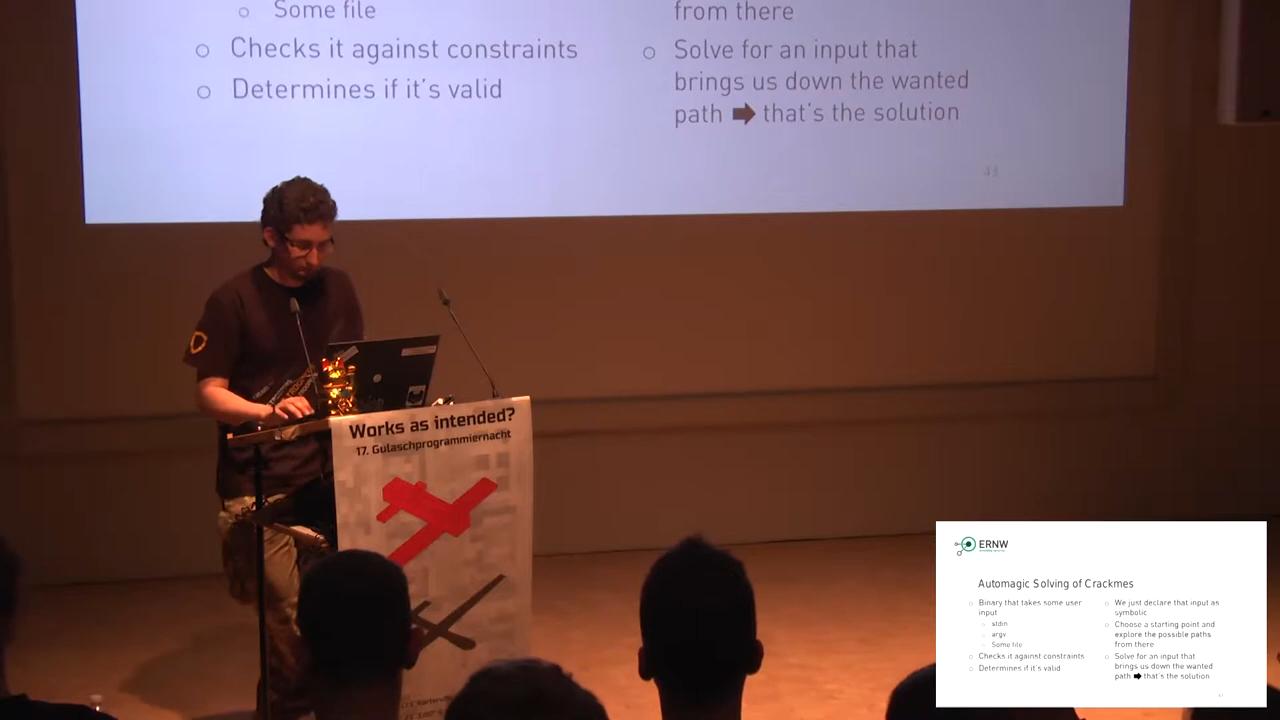 Some file
Checks it against constraints
Determines if it's valid
from there
Solve for an input that
brings us down the wanted
path ➡ that's the solution
43
Works as intended?
17. Gulaschprogrammiernacht
ERNW
Automagic Solving of Crackmes
Binary that takes some user
input
stdin
argv
Some file
Checks it against constraints
Determines if it's valid
We just declare that input as
symbolic
Choose a starting point and
explore the possible paths
from there
Solve for an input that
brings us down the wanted
path ➡ that's the solution